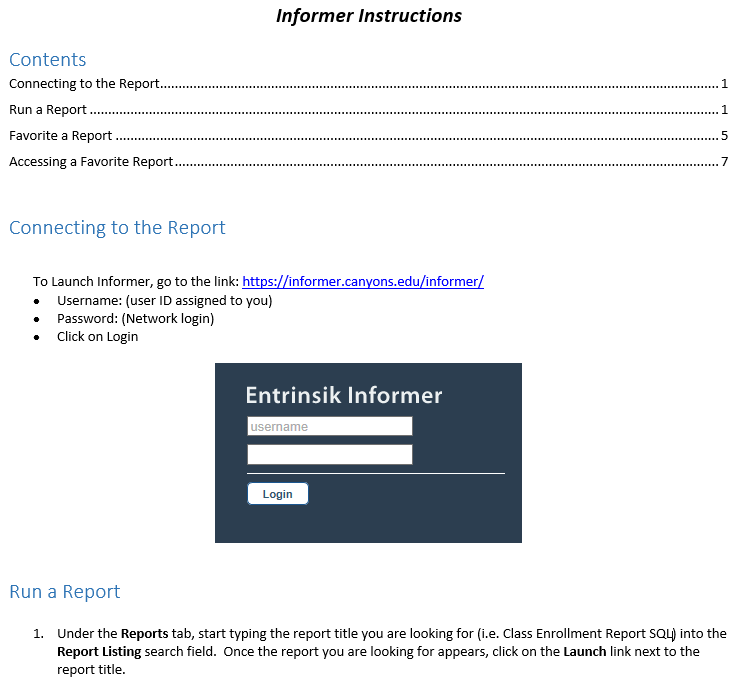 Informer Instructions
Contents
Connecting to the Report.......................................................................................................................................................1
Run a Report ........................................................................................................................................................................1
Favorite a Report ..................................................................................................................................................................5
Accessing a Favorite Report...................................................................................................................................................7
Connecting to the Report
To Launch Informer, go to the link: https://informer.canyons.edu/informer/
• Username: (user ID assigned to you)
• Password: (Network login)
• Click on Login
Entrinsik Informer
username
Login
Run a Report
1. Under the Reports tab, start typing the report title you are looking for (i.e. Class Enrollment Report SQL) into the
Report Listing search field. Once the report you are looking for appears, click on the Launch link next to the
report title.